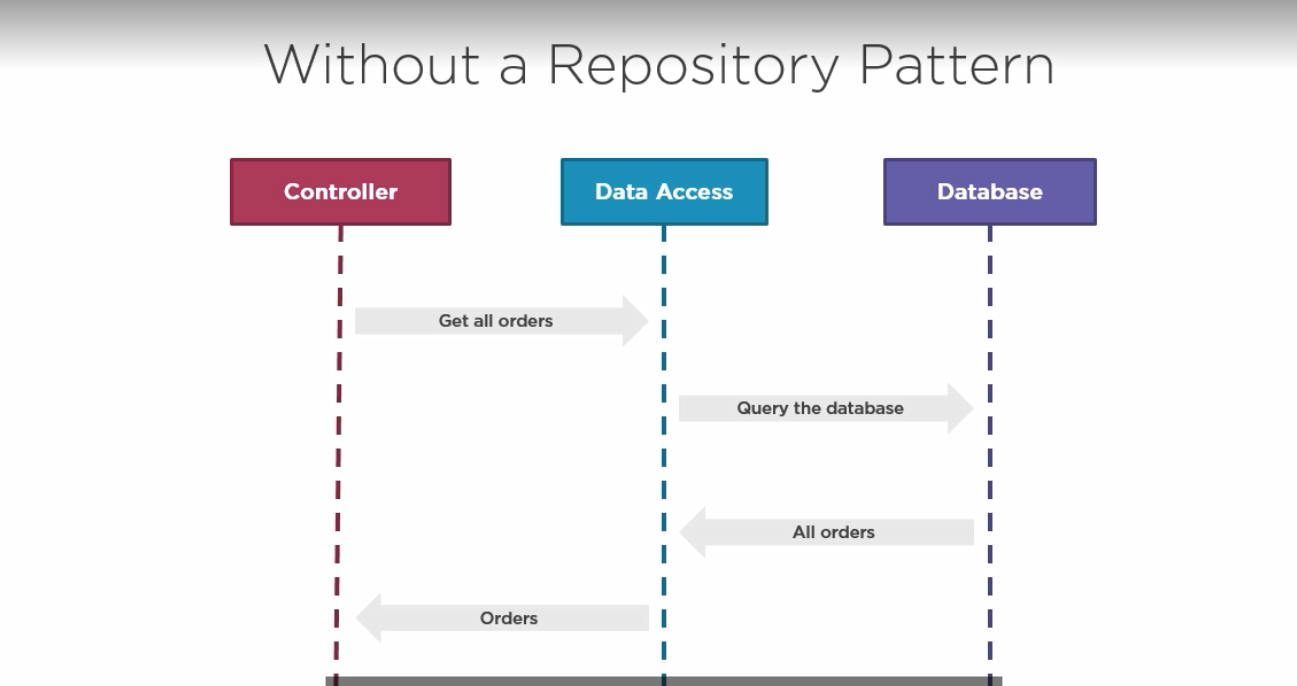 Without a Repository Pattern
Controller
Data Access
Database
Get all orders
Query the database
All orders
Orders